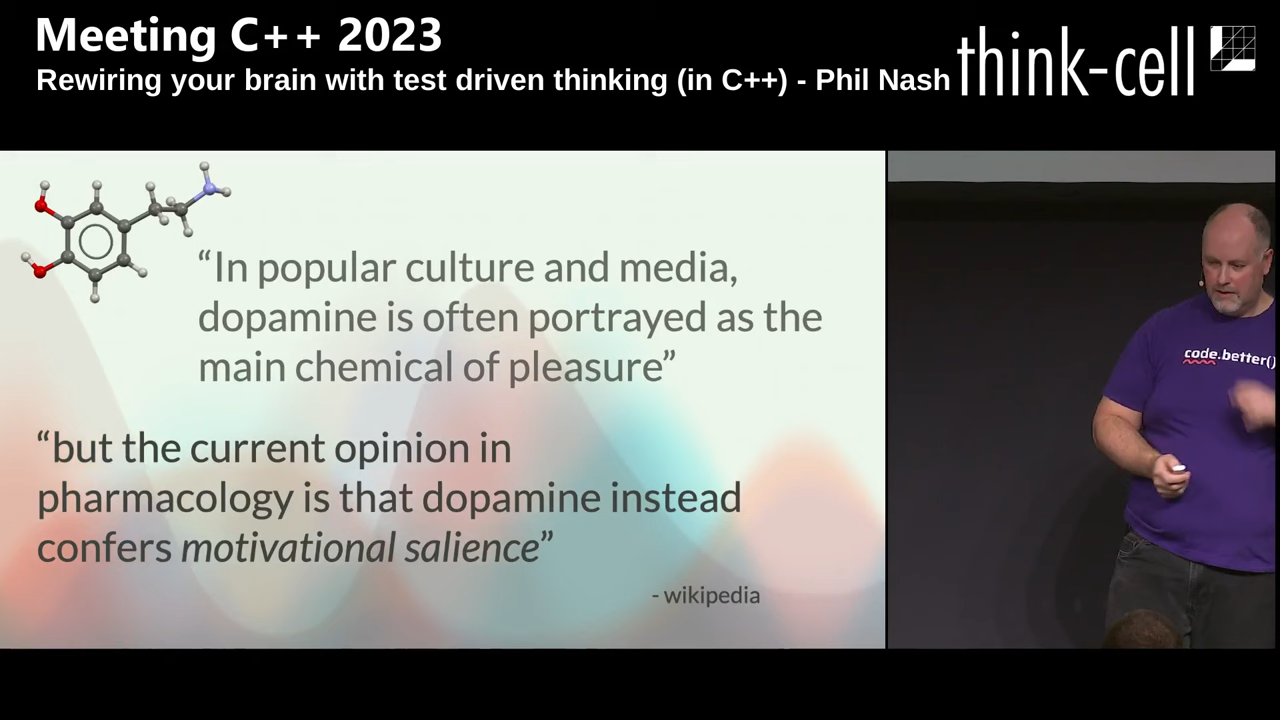 Meeting C++ 2023
Rewiring your brain with test driven thinking (in C++) - Phil Nash
think-cell
“In popular culture and media,
dopamine is often portrayed as the
main chemical of pleasure”
“but the current opinion in
pharmacology is that dopamine instead
confers motivational salience”
- wikipedia
code.better()